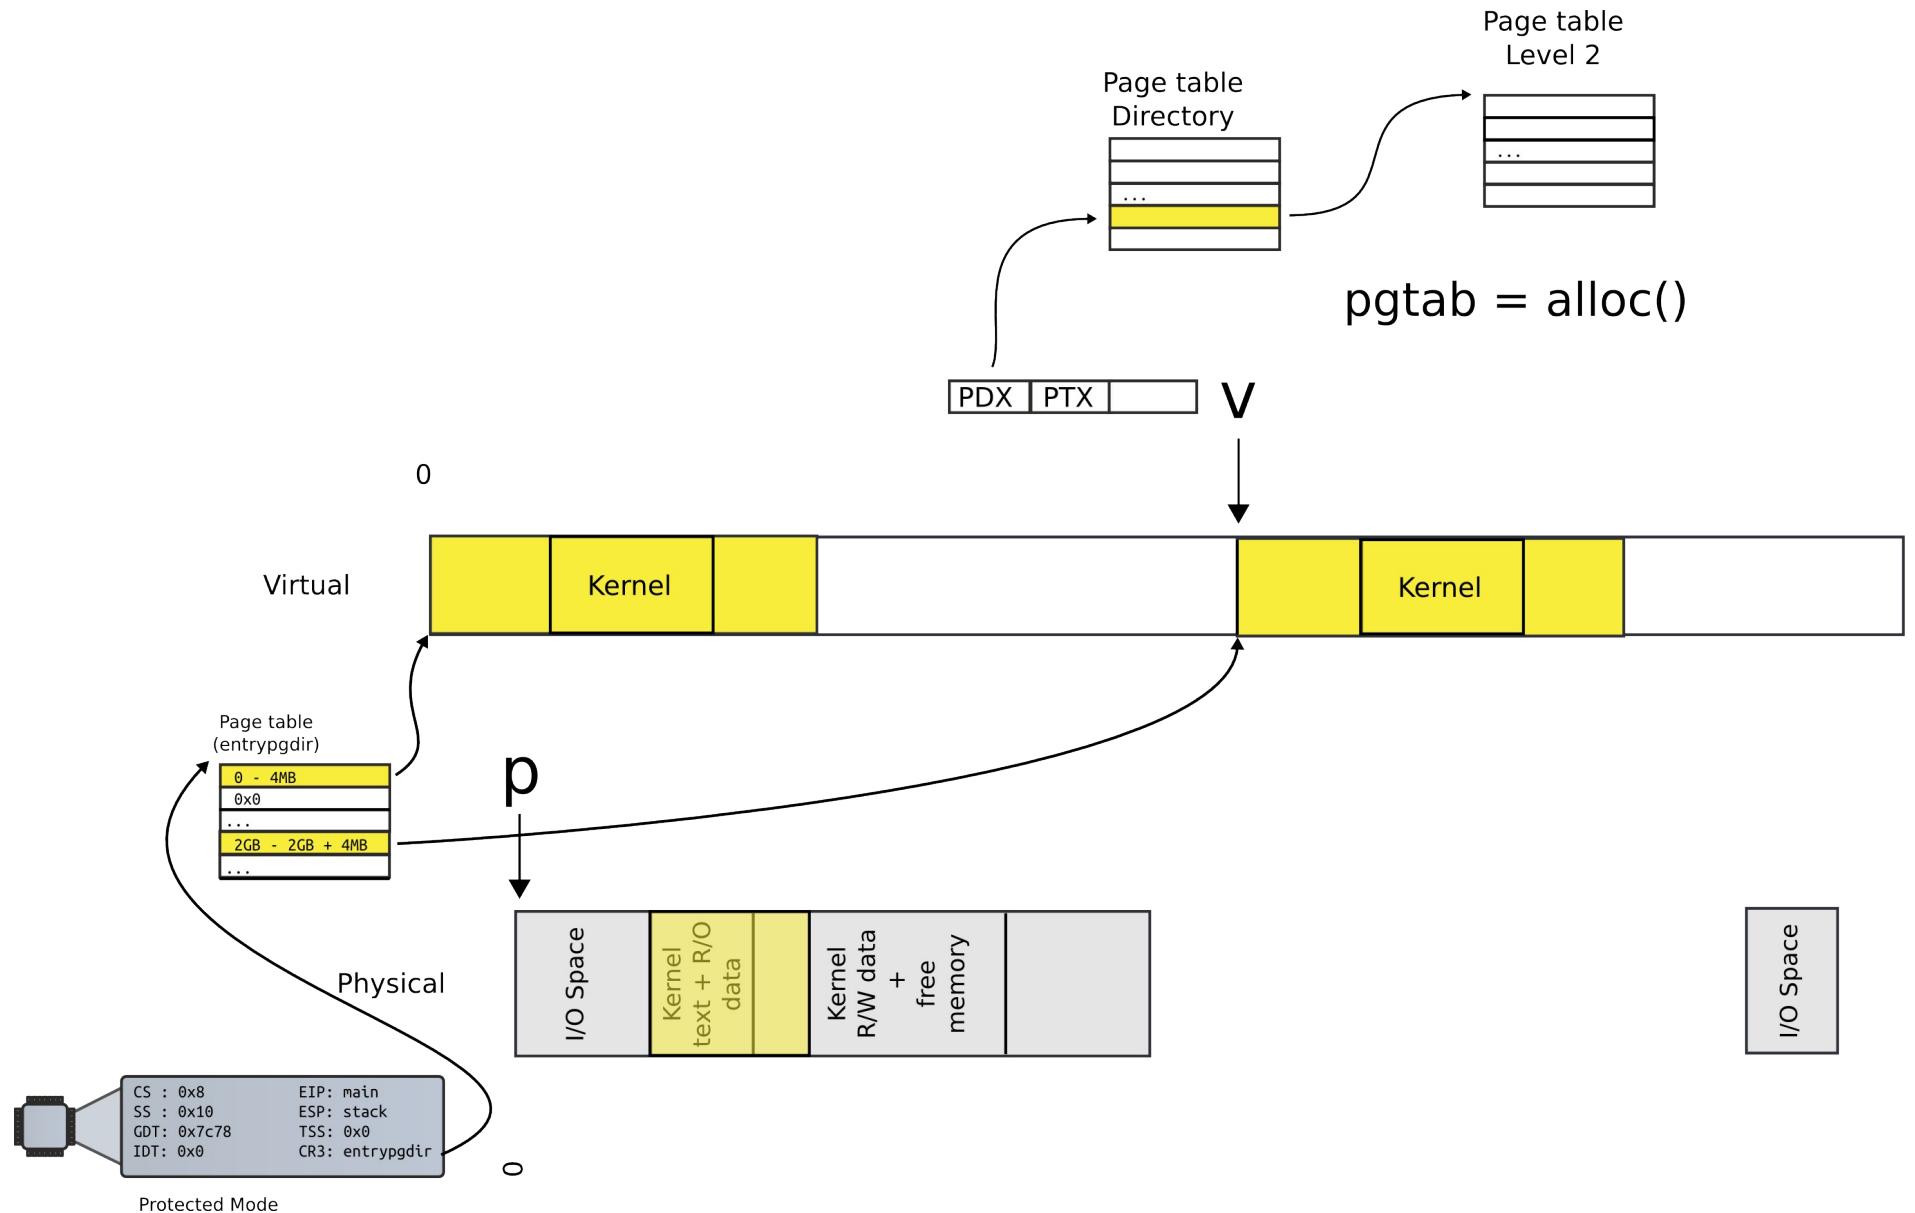 Page table
Level 2
Page table
Directory
...
...
pgtab = alloc()
PDX PTX
v
0
Virtual
Kernel
Kernel
Page table
(entrypgdir)
0 - 4MB
0x0
...
2GB - 2GB + 4MB
...
p
Physical
I/O Space
Kernel
text + R/O
data
Kernel
R/W data
+
free
memory
I/O Space
CS : 0x8 EIP: main
SS : 0x10 ESP: stack
GDT: 0x7c78 TSS: 0x0
IDT: 0x0 CR3: entrypgdir
0
Protected Mode